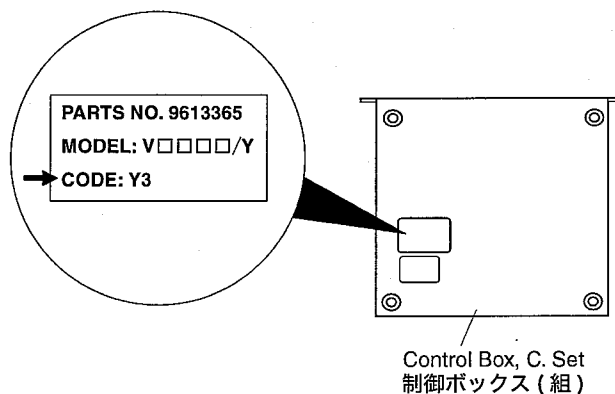 PARTS NO. 9613365
MODEL: V□□□□/Y
CODE: Y3
Control Box, C. Set
制御ボックス ( 組 )